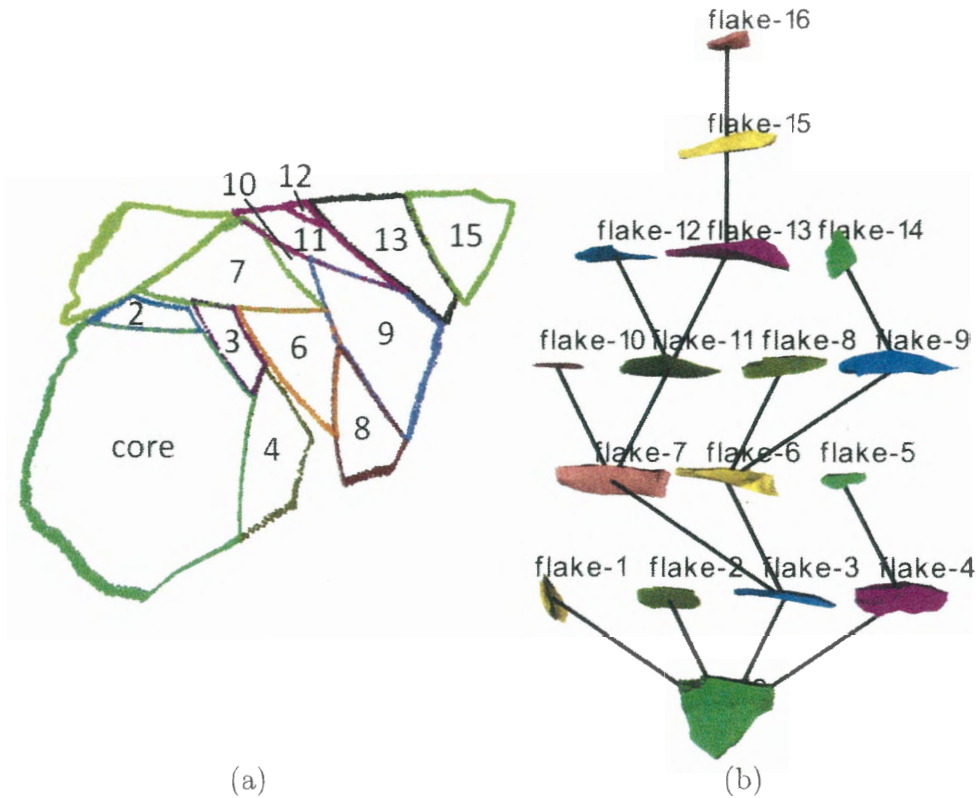 12
10
11
13
15
7
2
3
6
9
8
core
4
(a)
flake-16
flake-15
flake-12 flake-13 flake-14
flake-10 flake-11 flake-8 flake-9
flake-7 flake-6 flake-5
flake-1 flake-2 flake-3 flake-4
(b)